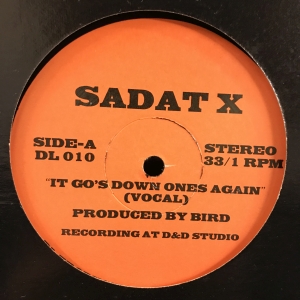 SADAT X
SIDE-A
DL 010
STEREO
33/1 RPM
"IT GO'S DOWN ONES AGAIN"
(VOCAL)
PRODUCED BY BIRD
RECORDING AT D&D STUDIO